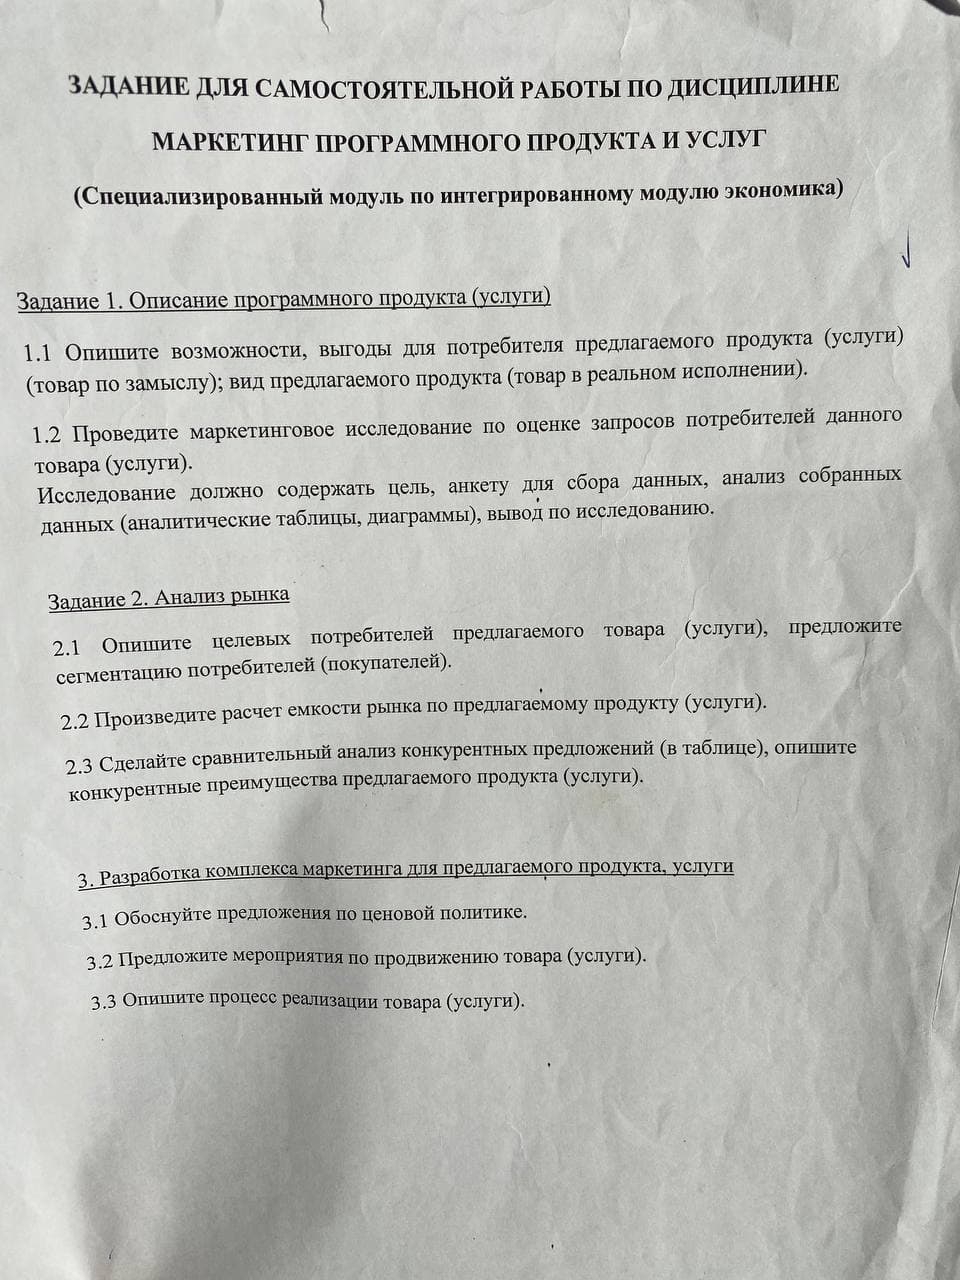 ЗАДАНИЕ ДЛЯ САМОСТОЯТЕЛЬНОЙ РАБОТЫ ПО ДИСЦИПЛИНЕ
МАРКЕТИНГ ПРОГРАММНОГО ПРОДУКТА И УСЛУГ
(Специализированный модуль по интегрированному модулю экономика)
Задание 1. Описание программного продукта (услуги)
1.1 Опишите возможности, выгоды для потребителя предлагаемого продукта (услуги)
(товар по замыслу); вид предлагаемого продукта (товар в реальном исполнении).
1.2 Проведите маркетинговое исследование по оценке запросов потребителей данного
товара (услуги).
Исследование должно содержать цель, анкету для сбора данных, анализ собранных
данных (аналитические таблицы, диаграммы), вывод по исследованию.
Задание 2. Анализ рынка
2.1 Опишите целевых потребителей предлагаемого товара (услуги), предложите
сегментацию потребителей (покупателей).
2.2 Произведите расчет емкости рынка по предлагаемому продукту (услуги).
2.3 Сделайте сравнительный анализ конкурентных предложений (в таблице), опишите
конкурентные преимущества предлагаемого продукта (услуги).
3. Разработка комплекса маркетинга для предлагаемого продукта, услуги
3.1 Обоснуйте предложения по ценовой политике.
3.2 Предложите мероприятия по продвижению товара (услуги).
3.3 Опишите процесс реализации товара (услуги).